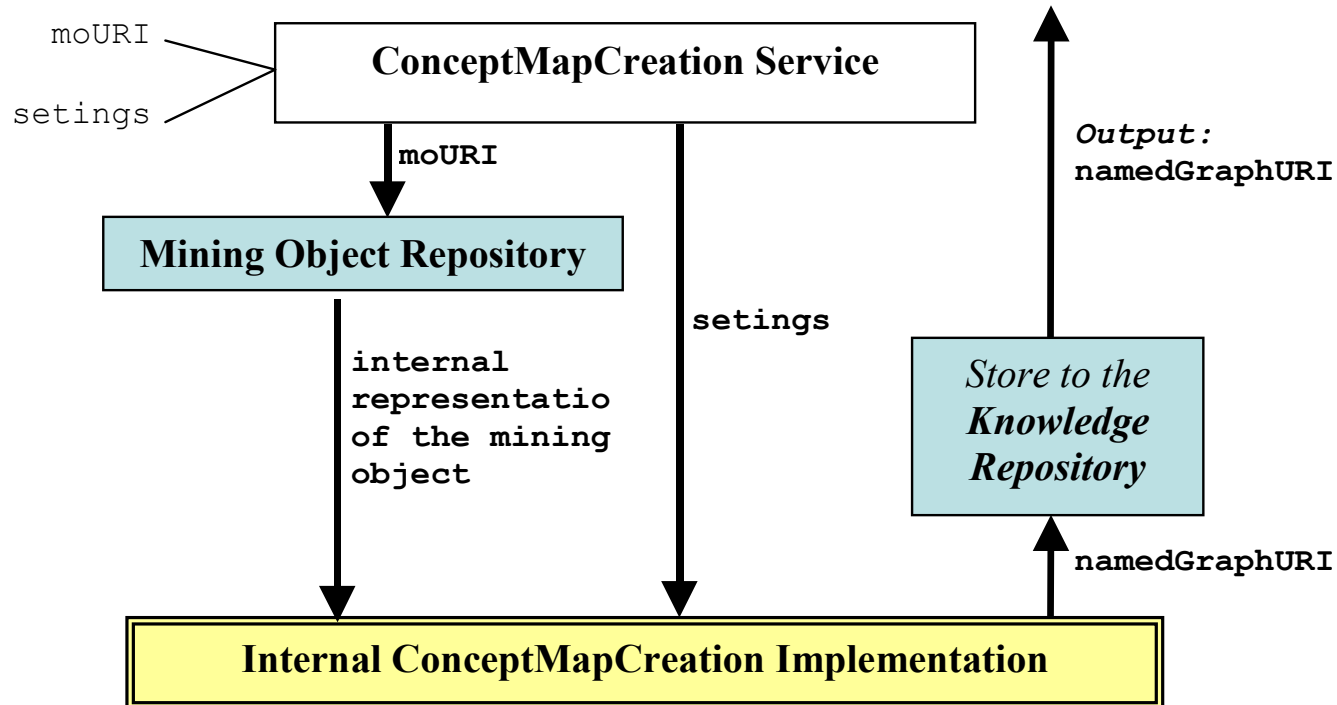 moURI
setings
ConceptMapCreation Service
moURI
Output:
namedGraphURI
Mining Object Repository
setings
internal
representatio
of the mining
object
Store to the
Knowledge
Repository
namedGraphURI
Internal ConceptMapCreation Implementation